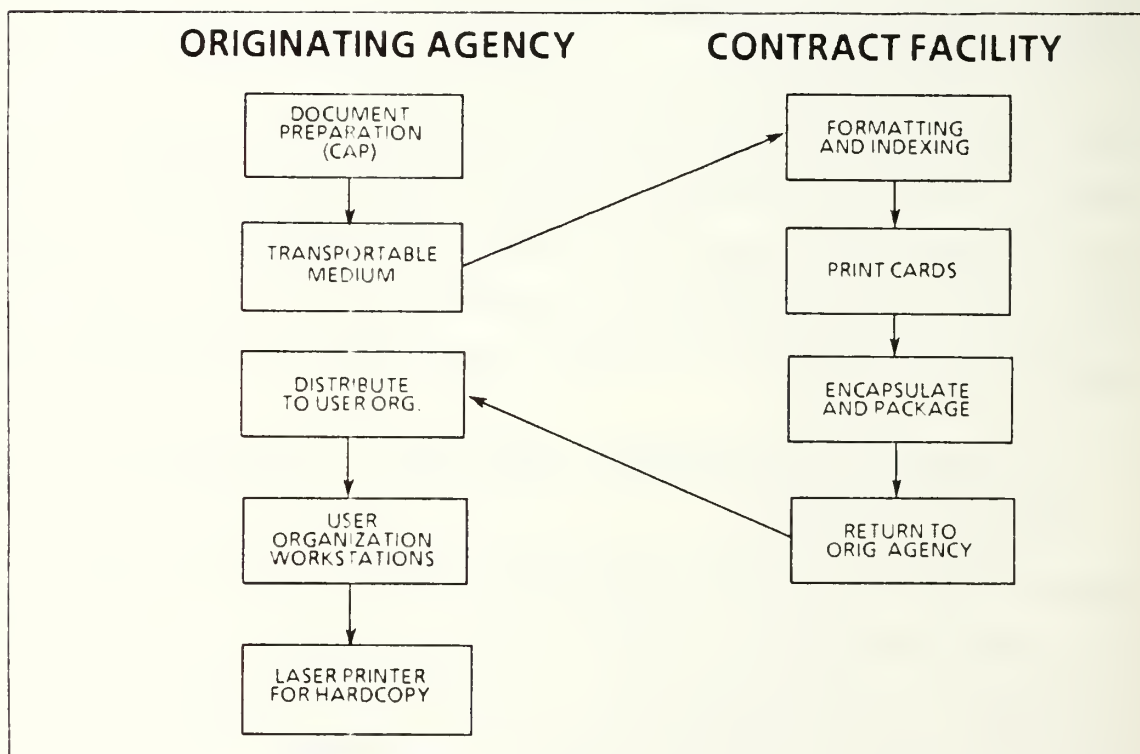 ORIGINATING AGENCY
DOCUMENT
PREPARATION
(CAP)
TRANSPORTABLE
MEDIUM
DISTRIBUTE
TO USER ORG.
USER
ORGANIZATION
WORKSTATIONS
LASER PRINTER
FOR HARDCOPY
CONTRACT FACILITY
FORMATTING
AND INDEXING
PRINT CARDS
ENCAPSULATE
AND PACKAGE
RETURN TO
ORIG AGENCY